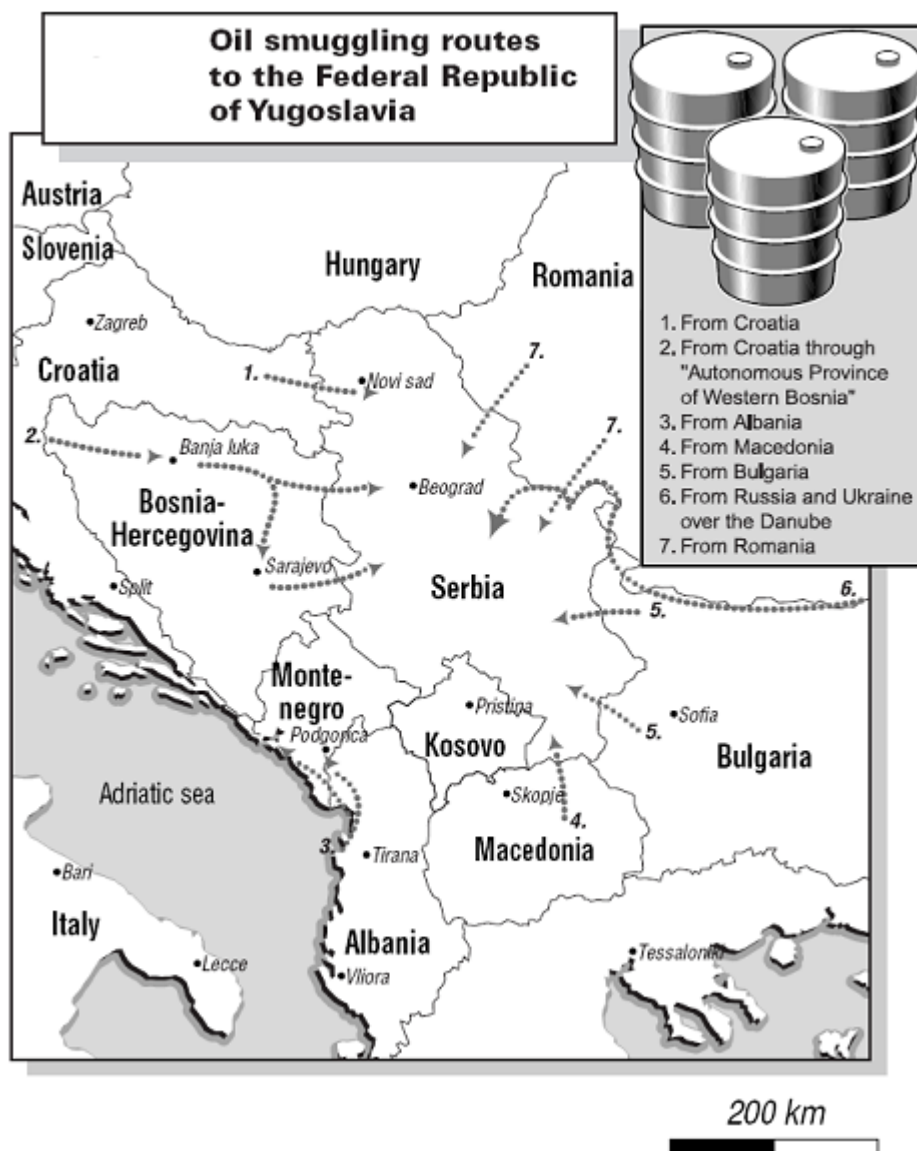 Oil smuggling routes
to the Federal Republic
of Yugoslavia
1. From Croatia
2. From Croatia through
"Autonomous Province
of Western Bosnia"
3. From Albania
4. From Macedonia
5. From Bulgaria
6. From Russia and Ukraine
over the Danube
7. From Romania
Austria
Slovenia
Hungary
Romania
Zagreb
Croatia
1.
Novi sad
7.
2.
Banja luka
7.
Beograd
Bosnia-
Hercegovina
Sarajevo
Split
Serbia
6.
5.
Monte-
negro
Pristina
Sofia
5.
Podgorica
Kosovo
Bulgaria
Adriatic sea
Skopje
4.
3.
Tirana
Macedonia
Bari
Italy
Albania
Lecce
Vliora
Tessaloniki
200 km